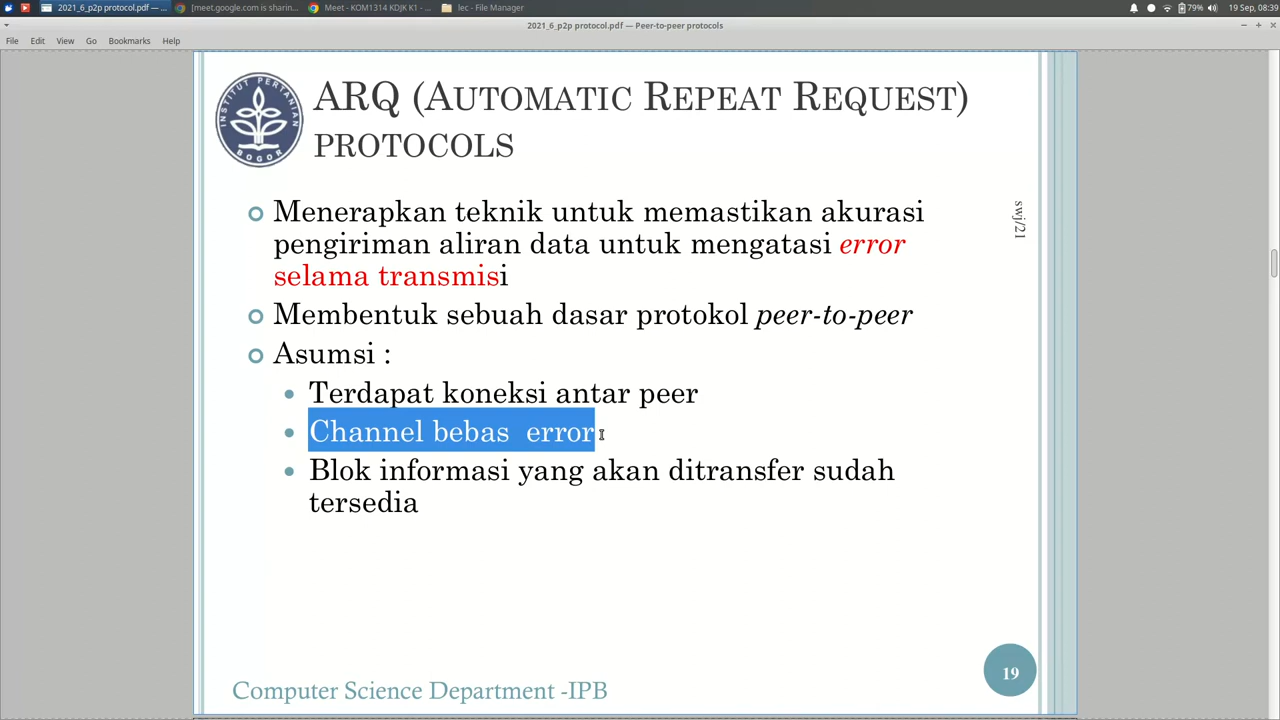 2021_6_p2p protocol.pdf — ...
[meet.google.com is sharin...
Meet - KOM1314 KDJK K1 - ...
lec - File Manager
79%
19 Sep, 08:39
2021_6_p2p protocol.pdf — Peer-to-peer protocols
File Edit View Go Bookmarks Help
INSTITUT PERTANIAN
BOGOR
ARQ (AUTOMATIC REPEAT REQUEST)
PROTOCOLS
swj/21
Menerapkan teknik untuk memastikan akurasi
pengiriman aliran data untuk mengatasi error
selama transmisi
Membentuk sebuah dasar protokol peer-to-peer
Asumsi :
Terdapat koneksi antar peer
Channel bebas error
Blok informasi yang akan ditransfer sudah
tersedia
19
Computer Science Department -IPB